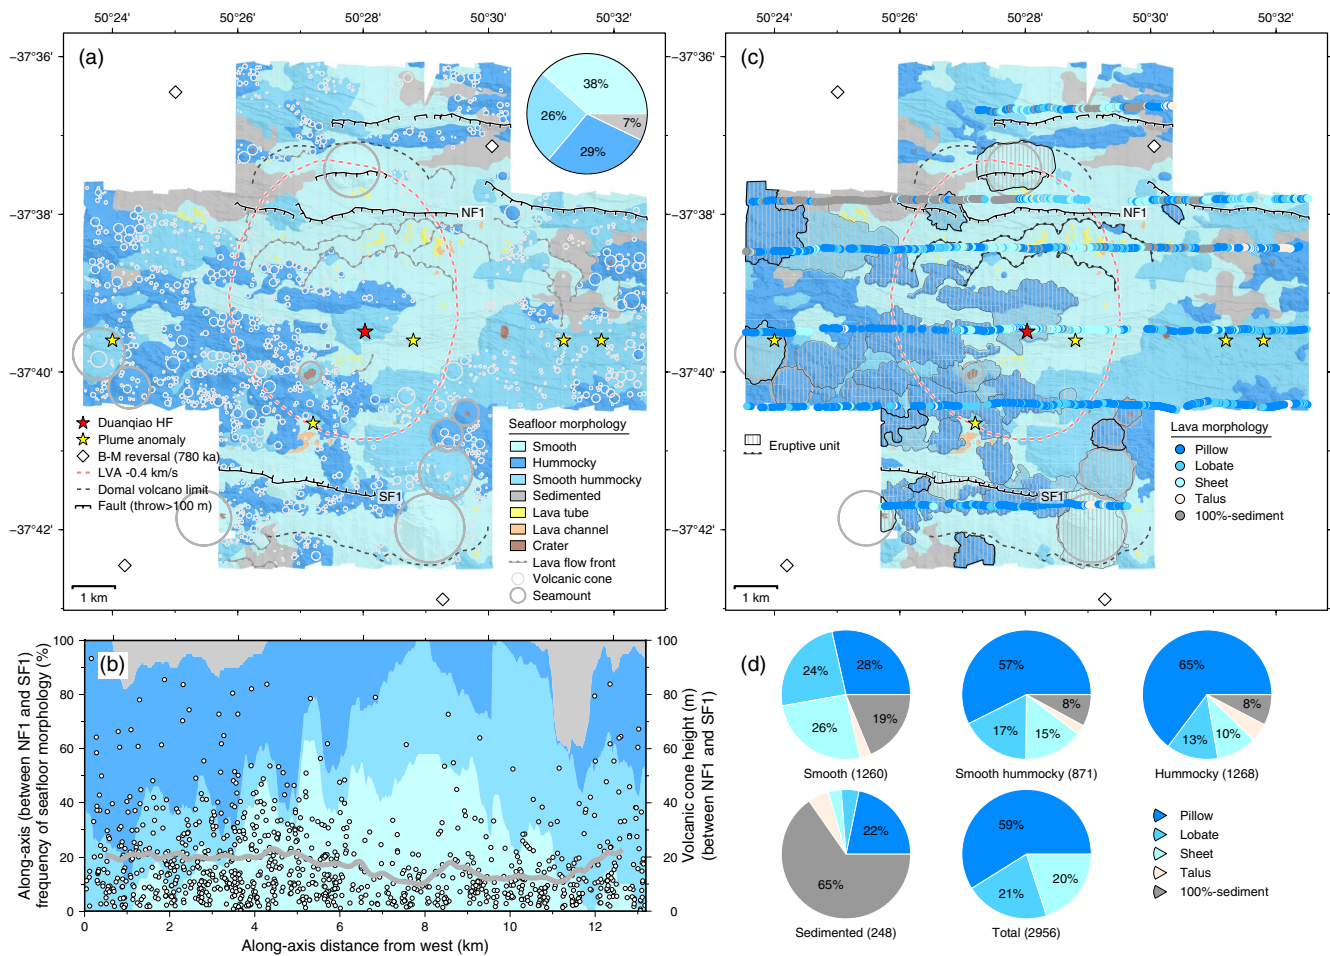 50°24' 50°26' 50°28' 50°30' 50°32'
−37°36'
−37°38'
−37°40'
−37°42'
(a)
38%
26%
7%
29%
NF1
SF1
Duanqiao HF
Plume anomaly
B-M reversal (780 ka)
LVA -0.4 km/s
Domal volcano limit
Fault (throw>100 m)
1 km
Seafloor morphology
Smooth
Hummocky
Smooth hummocky
Sedimented
Lava tube
Lava channel
Crater
Lava flow front
Volcanic cone
Seamount
50°24' 50°26' 50°28' 50°30' 50°32'
−37°36'
−37°38'
−37°40'
−37°42'
(c)
NF1
SF1
Eruptive unit
1 km
Lava morphology
Pillow
Lobate
Sheet
Talus
100%-sediment
(b)
Along-axis (between NF1 and SF1)
frequency of seafloor morphology (%)
100
80
60
40
20
0
0 2 4 6 8 10 12
Along-axis distance from west (km)
100
80
60
40
20
0
Volcanic cone height (m)
(between NF1 and SF1)
(d)
24%
28%
26%
19%
Smooth (1260)
57%
8%
17%
15%
Smooth hummocky (871)
65%
8%
13%
10%
Hummocky (1268)
22%
65%
Sedimented (248)
59%
20%
21%
Total (2956)
Pillow
Lobate
Sheet
Talus
100%-sediment